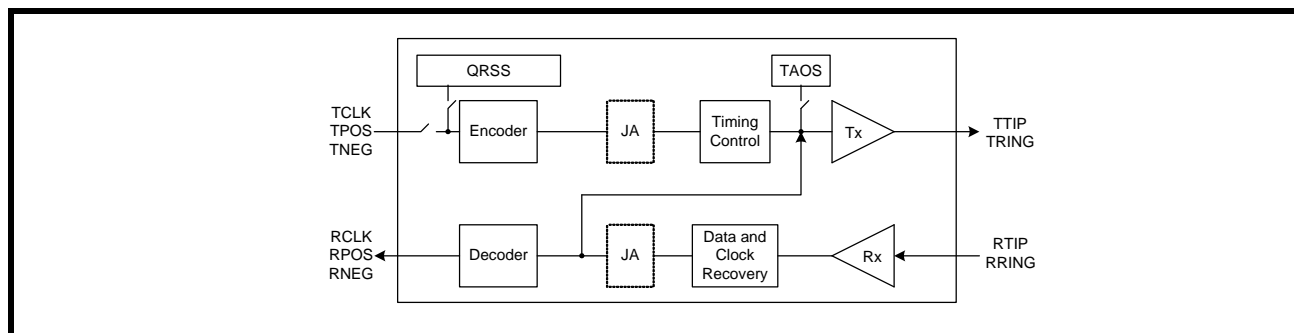 QRSS
TAOS
TCLK
TPOS
TNEG
Encoder
JA
Timing
Control
Tx
TTIP
TRING
RCLK
RPOS
RNEG
Decoder
JA
Data and
Clock
Recovery
Rx
RTIP
RRING